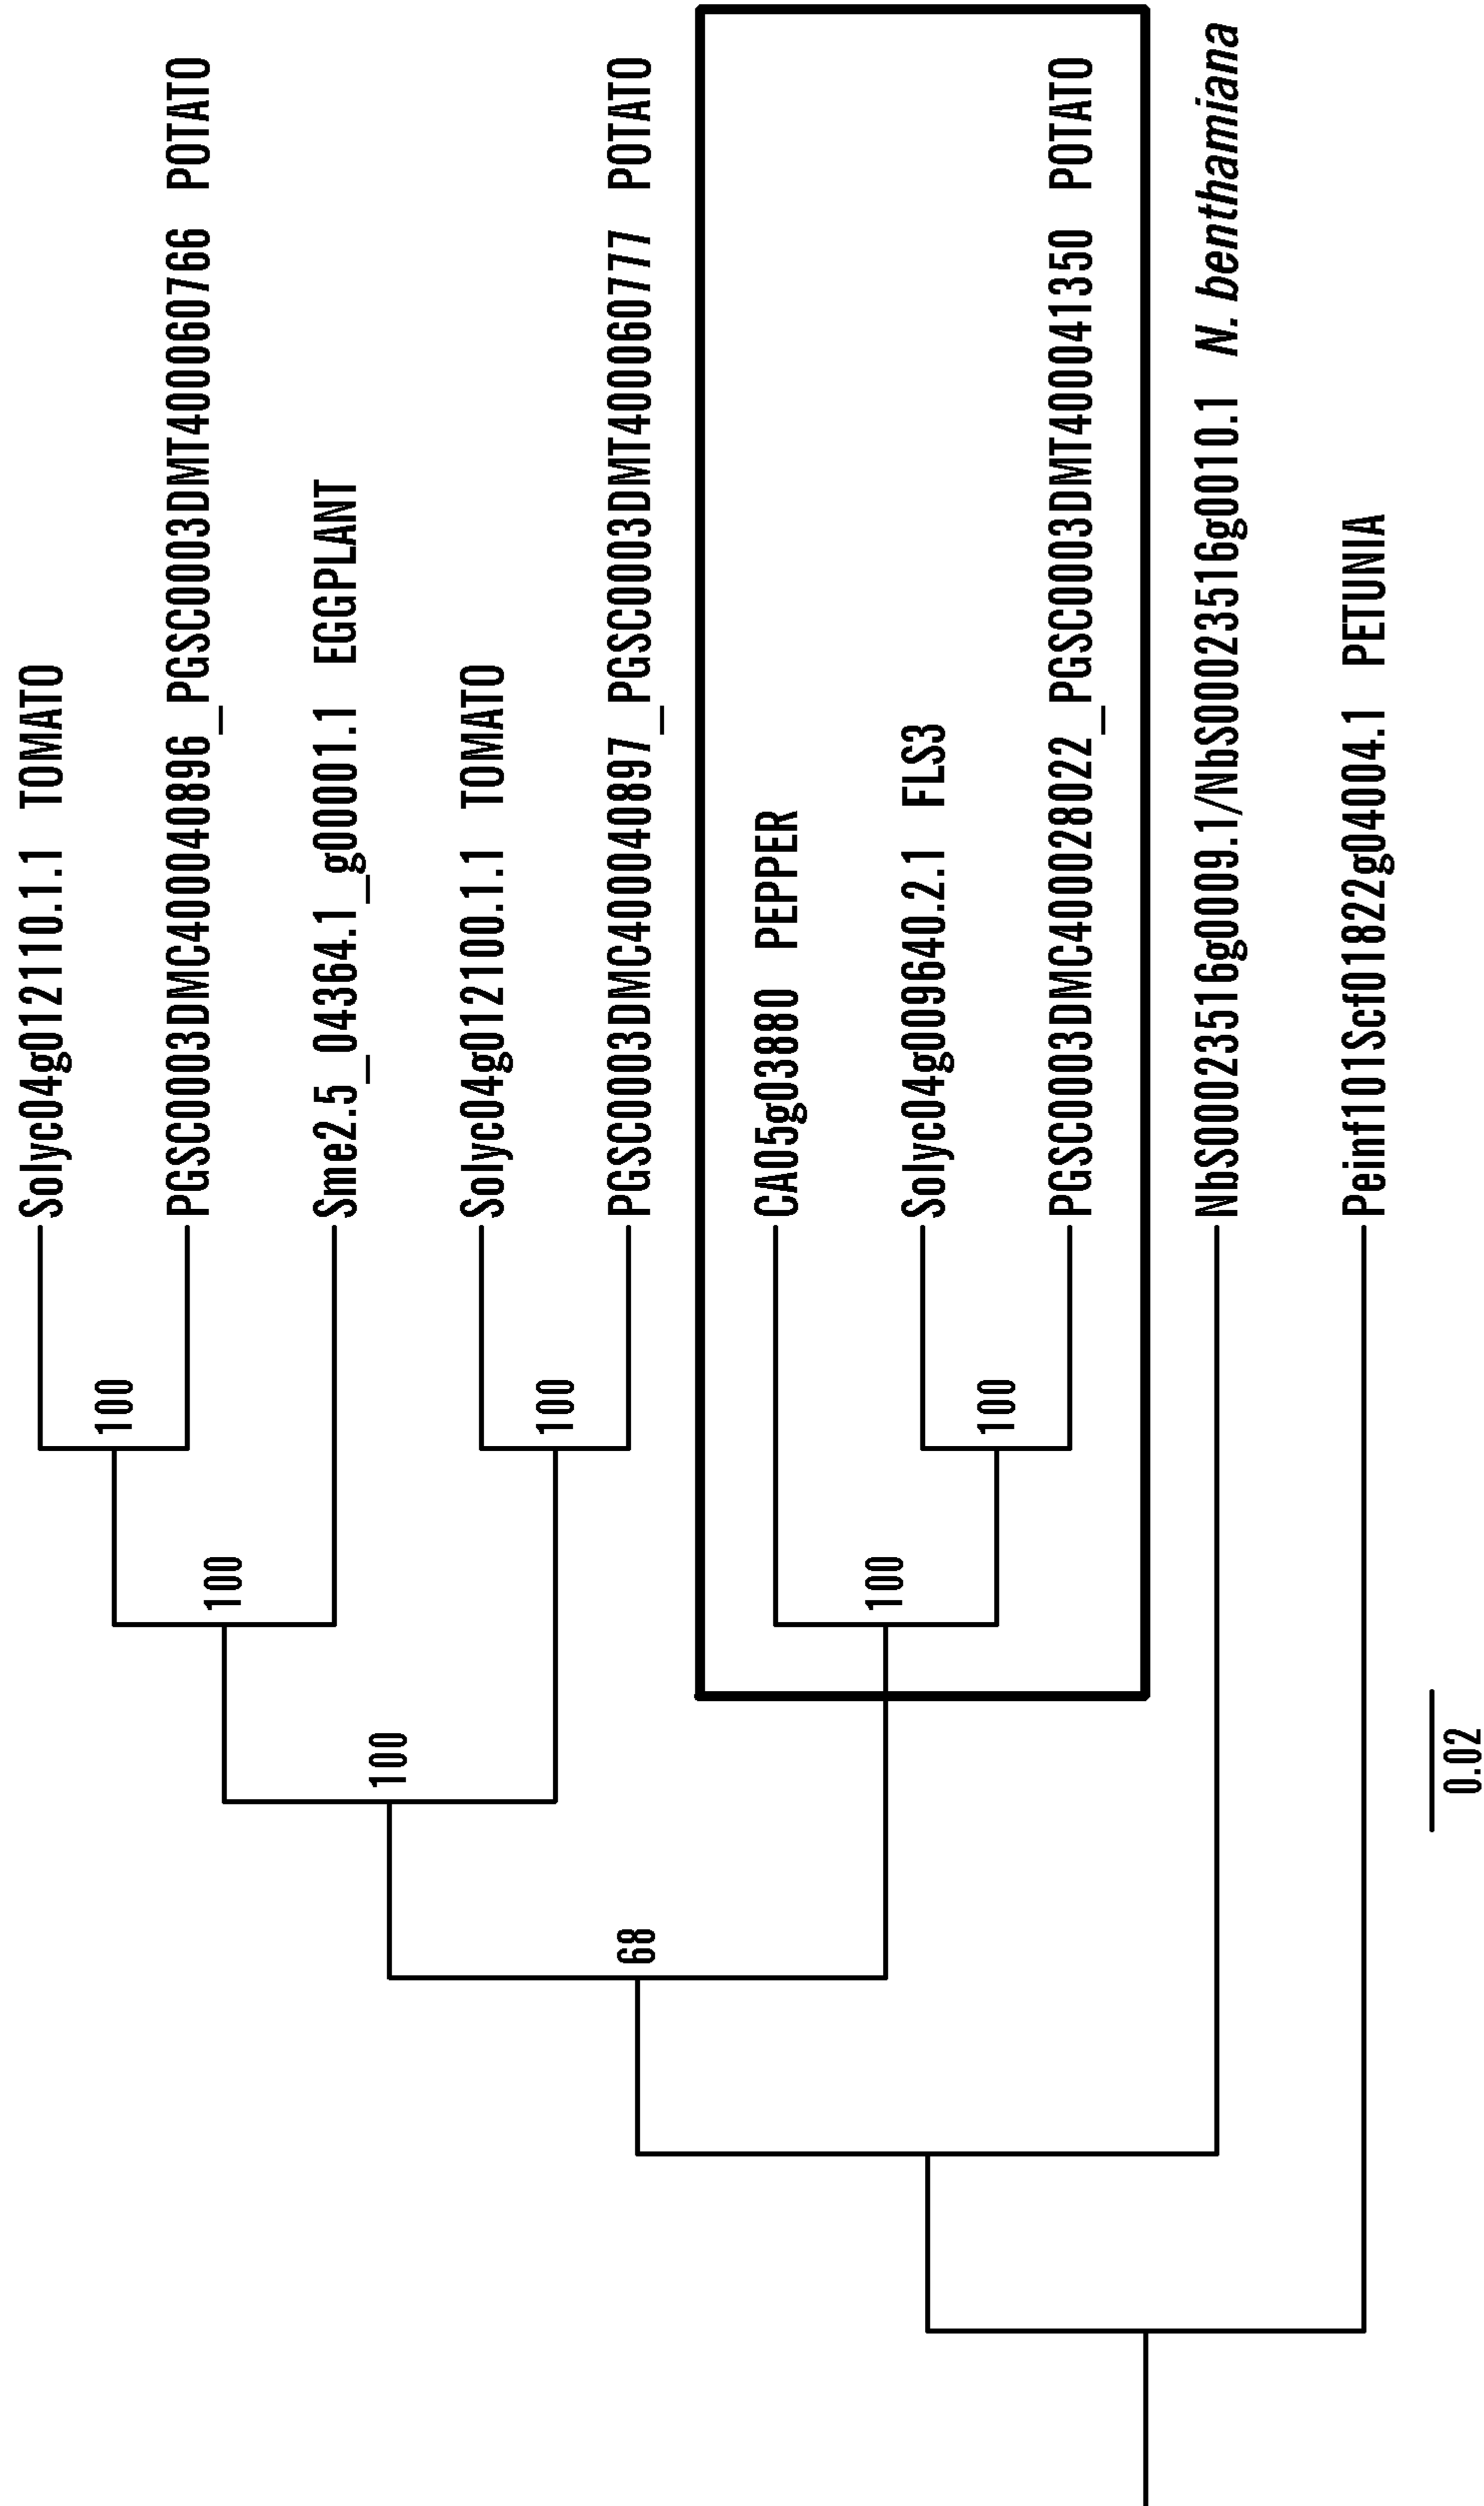 Solyc04g012110.1.1 TOMATO
PGSC0003DMC400040896_PGSC0003DMT400060766 POTATO
Sme2.5_04364.1_g00001.1 EGGPLANT
Solyc04g012100.1.1 TOMATO
PGSC0003DMC400040897_PGSC0003DMT400060777 POTATO
CA05g03880 PEPPER
Solyc04g009640.2.1 FLS3
PGSC0003DMC400028022_PGSC0003DMT400041350 POTATO
NbS00023516g0009.1/NbS00023516g0010.1 N. benthamiana
Peinf101Scf01822g04004.1 PETUNIA
100
100
100
100
100
100
68
0.02